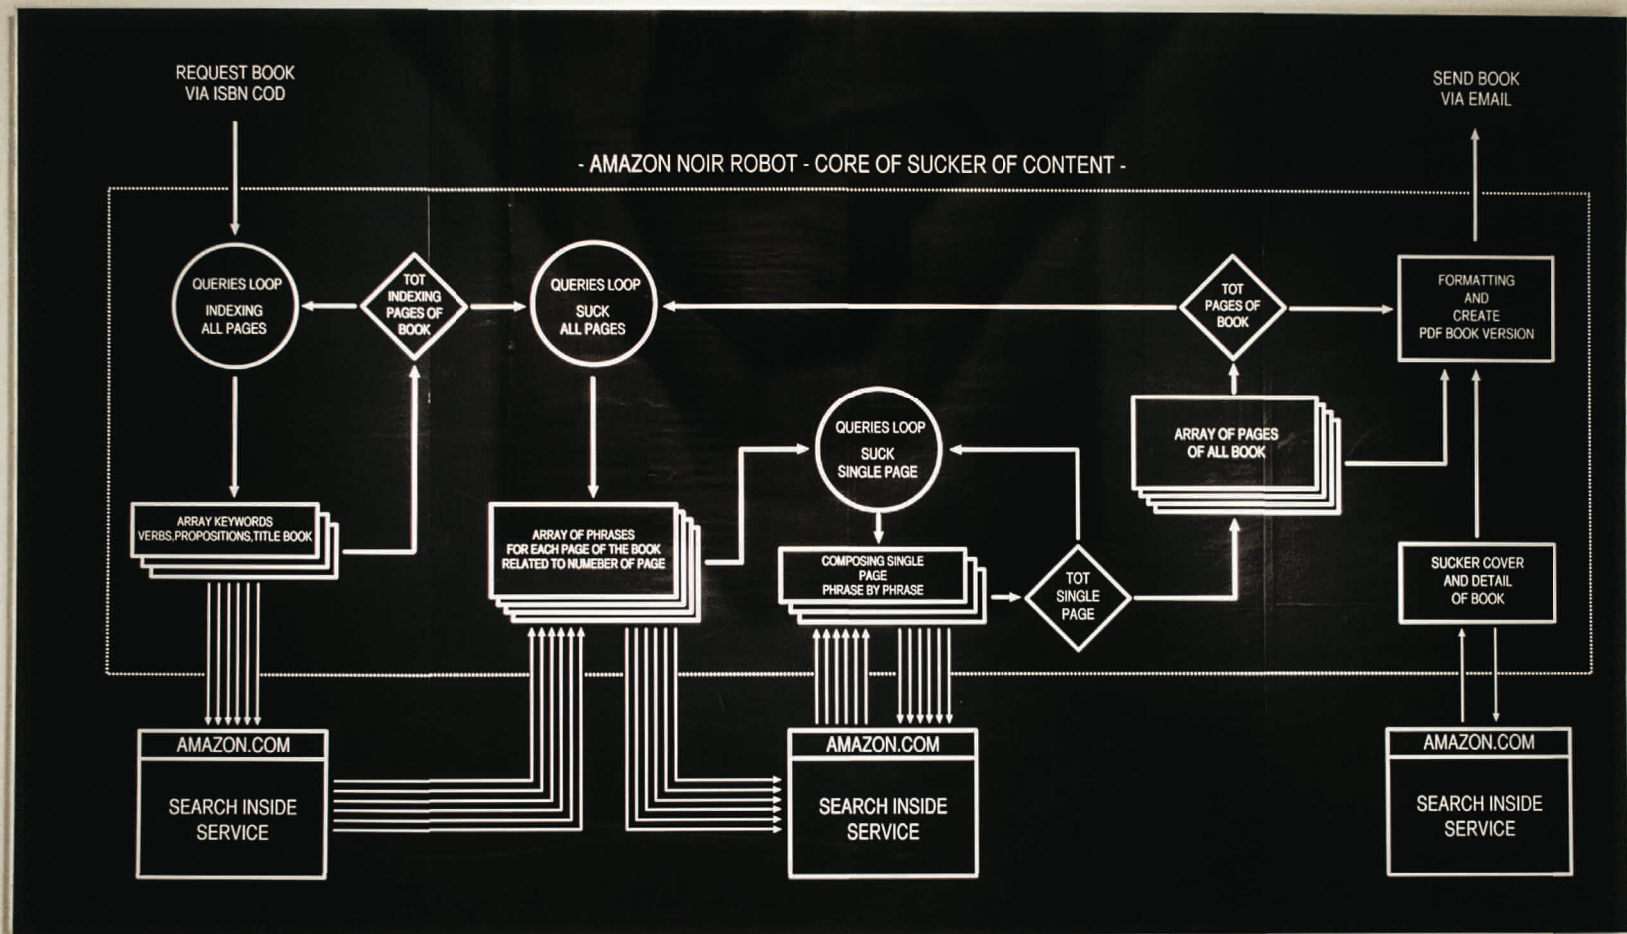 REQUEST BOOK
VIA ISBN COD
SEND BOOK
VIA EMAIL
- AMAZON NOIR ROBOT - CORE OF SUCKER OF CONTENT -
QUERIES LOOP
INDEXING
ALL PAGES
TOT
INDEXING
PAGES OF
BOOK
QUERIES LOOP
SUCK
ALL PAGES
TOT
PAGES OF
BOOK
FORMATTING
AND
CREATE
PDF BOOK VERSION
QUERIES LOOP
SUCK
SINGLE PAGE
ARRAY OF PAGES
OF ALL BOOK
ARRAY KEYWORDS
VERBS,PROPOSITIONS,TITLE BOOK
ARRAY OF PHRASES
FOR EACH PAGE OF THE BOOK
RELATED TO NUMEBER OF PAGE
COMPOSING SINGLE
PAGE
PHRASE BY PHRASE
TOT
SINGLE
PAGE
SUCKER COVER
AND DETAIL
OF BOOK
AMAZON.COM
SEARCH INSIDE
SERVICE
AMAZON.COM
SEARCH INSIDE
SERVICE
AMAZON.COM
SEARCH INSIDE
SERVICE